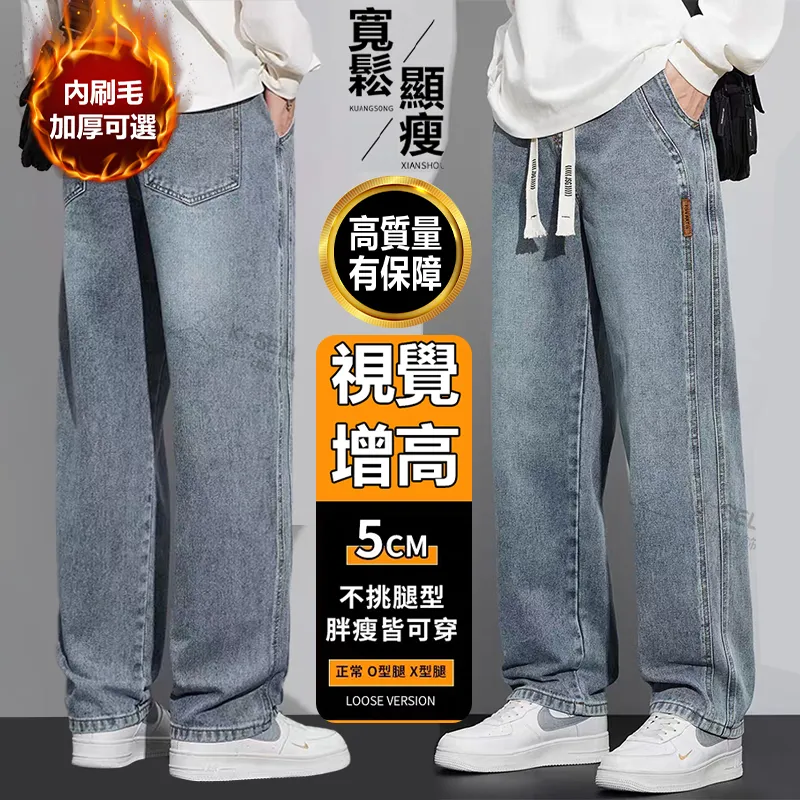 內刷毛
加厚可選
寬鬆
KUANGSONG
顯瘦
XIANSHOU
高質量
有保障
視覺
增高
5CM
不挑腿型
胖瘦皆可穿
正常 O型腿 X型腿
LOOSE VERSION